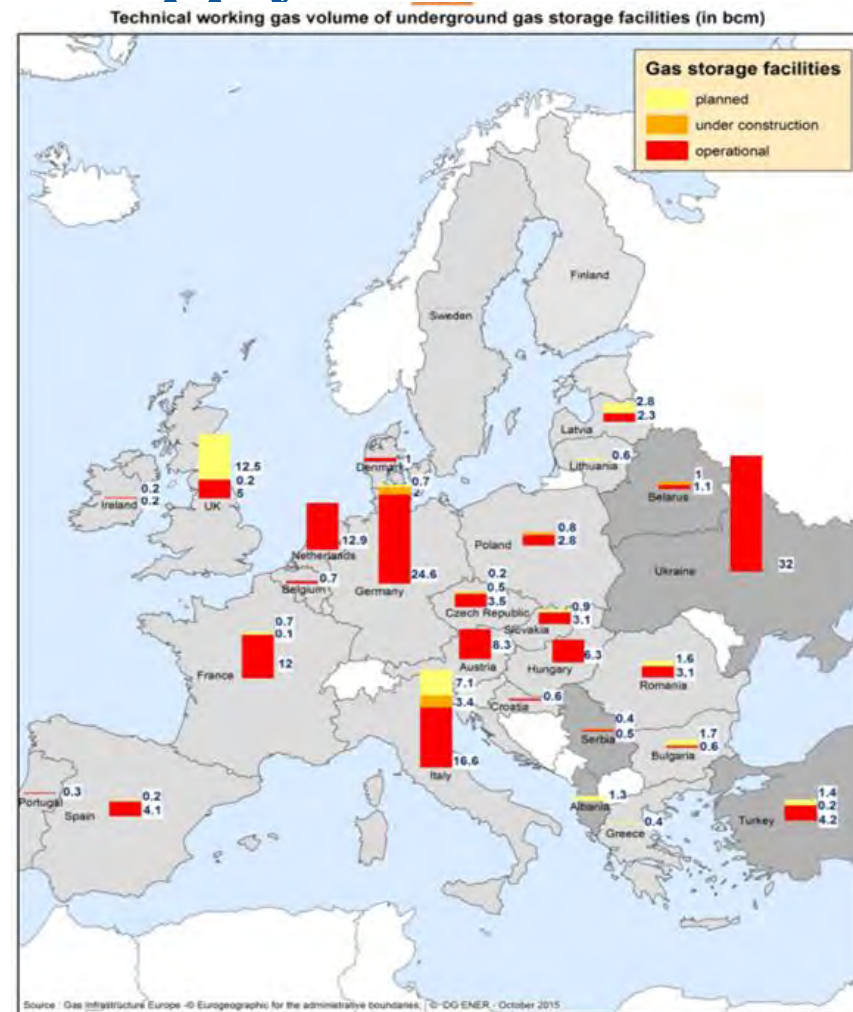 Technical working gas volume of underground gas storage facilities (in bcm)
Gas storage facilities
planned
under construction
operational
Finland
Sweden
2.8
2.3
Latvia
0.6
Lithuania
1
Denmark
1
1.1
Belarus
12.5
0.2
5
UK
0.2
0.2
Ireland
0.7
2
24.6
Germany
12.9
Netherlands
0.7
Belgium
0.8
2.8
Poland
32
Ukraine
0.2
0.5
3.5
Czech Republic
0.9
3.1
Slovakia
0.7
0.1
12
France
8.3
Austria
6.3
Hungary
1.6
3.1
Romania
7.1
3.4
16.6
Italy
0.6
Croatia
0.4
0.5
Serbia
1.7
0.6
Bulgaria
0.3
Portugal
0.2
4.1
Spain
1.3
Albania
0.4
Greece
1.4
0.2
4.2
Turkey
Source : Gas Infrastructure Europe -© Eurogeographic for the administrative boundaries. | © DG ENER - October 2015